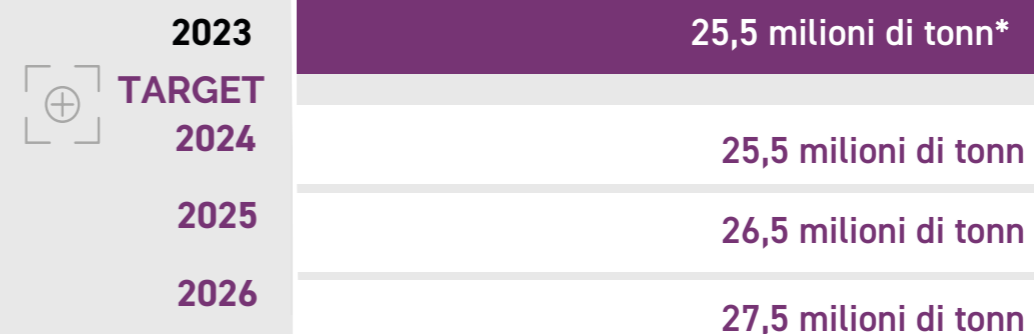 2023 25,5 milioni di tonn*
TARGET
2024 25,5 milioni di tonn
2025 26,5 milioni di tonn
2026 27,5 milioni di tonn